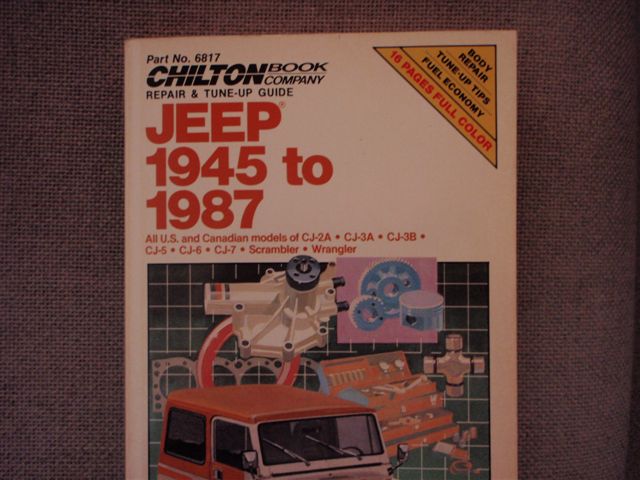 Part No. 6817
CHILTON BOOK COMPANY
REPAIR & TUNE-UP GUIDE
JEEP®
1945 to
1987
All U.S. and Canadian models of CJ-2A • CJ-3A • CJ-3B •
CJ-5 • CJ-6 • CJ-7 • Scrambler • Wrangler
BODY
REPAIR
TUNE-UP TIPS
FUEL ECONOMY
16 PAGES FULL COLOR